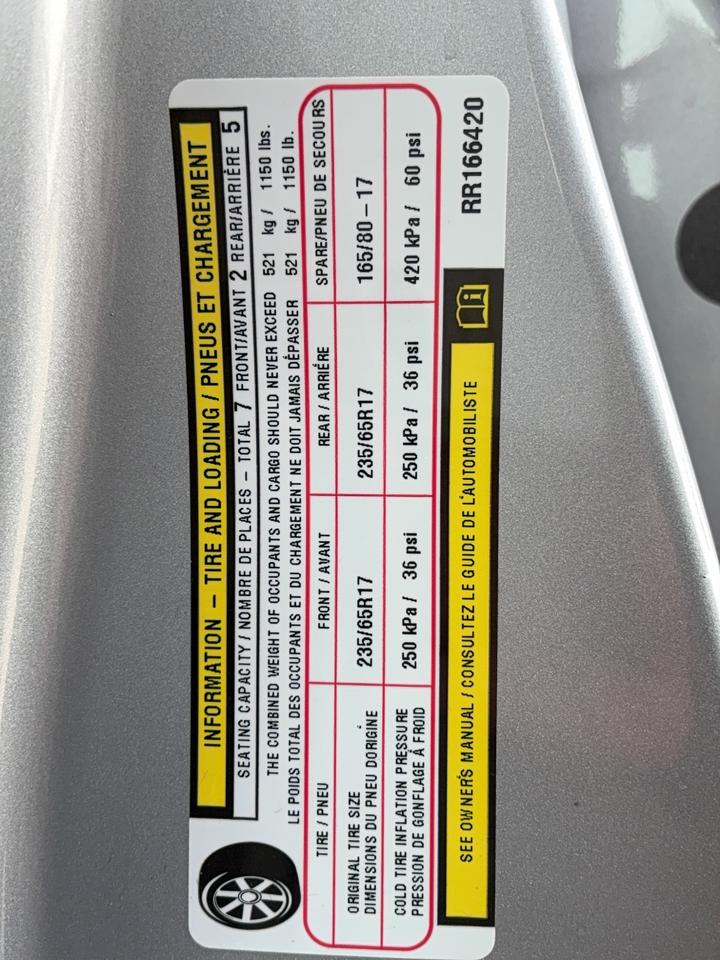 INFORMATION – TIRE AND LOADING / PNEUS ET CHARGEMENT
SEATING CAPACITY / NOMBRE DE PLACES – TOTAL 7 FRONT/AVANT 2 REAR/ARRIÈRE 5
THE COMBINED WEIGHT OF OCCUPANTS AND CARGO SHOULD NEVER EXCEED 521 kg / 1150 lbs.
LE POIDS TOTAL DES OCCUPANTS ET DU CHARGEMENT NE DOIT JAMAIS DÉPASSER 521 kg / 1150 lb.
TIRE / PNEU FRONT / AVANT REAR / ARRIÉRE SPARE/PNEU DE SECOURS
ORIGINAL TIRE SIZE
DIMENSIONS DU PNEU D'ORIGINE
235/65R17 235/65R17 165/80 – 17
COLD TIRE INFLATION PRESSURE
PRESSION DE GONFLAGE À FROID
250 kPa / 36 psi 250 kPa / 36 psi 420 kPa / 60 psi
SEE OWNER'S MANUAL / CONSULTEZ LE GUIDE DE L'AUTOMOBILISTE
RR166420